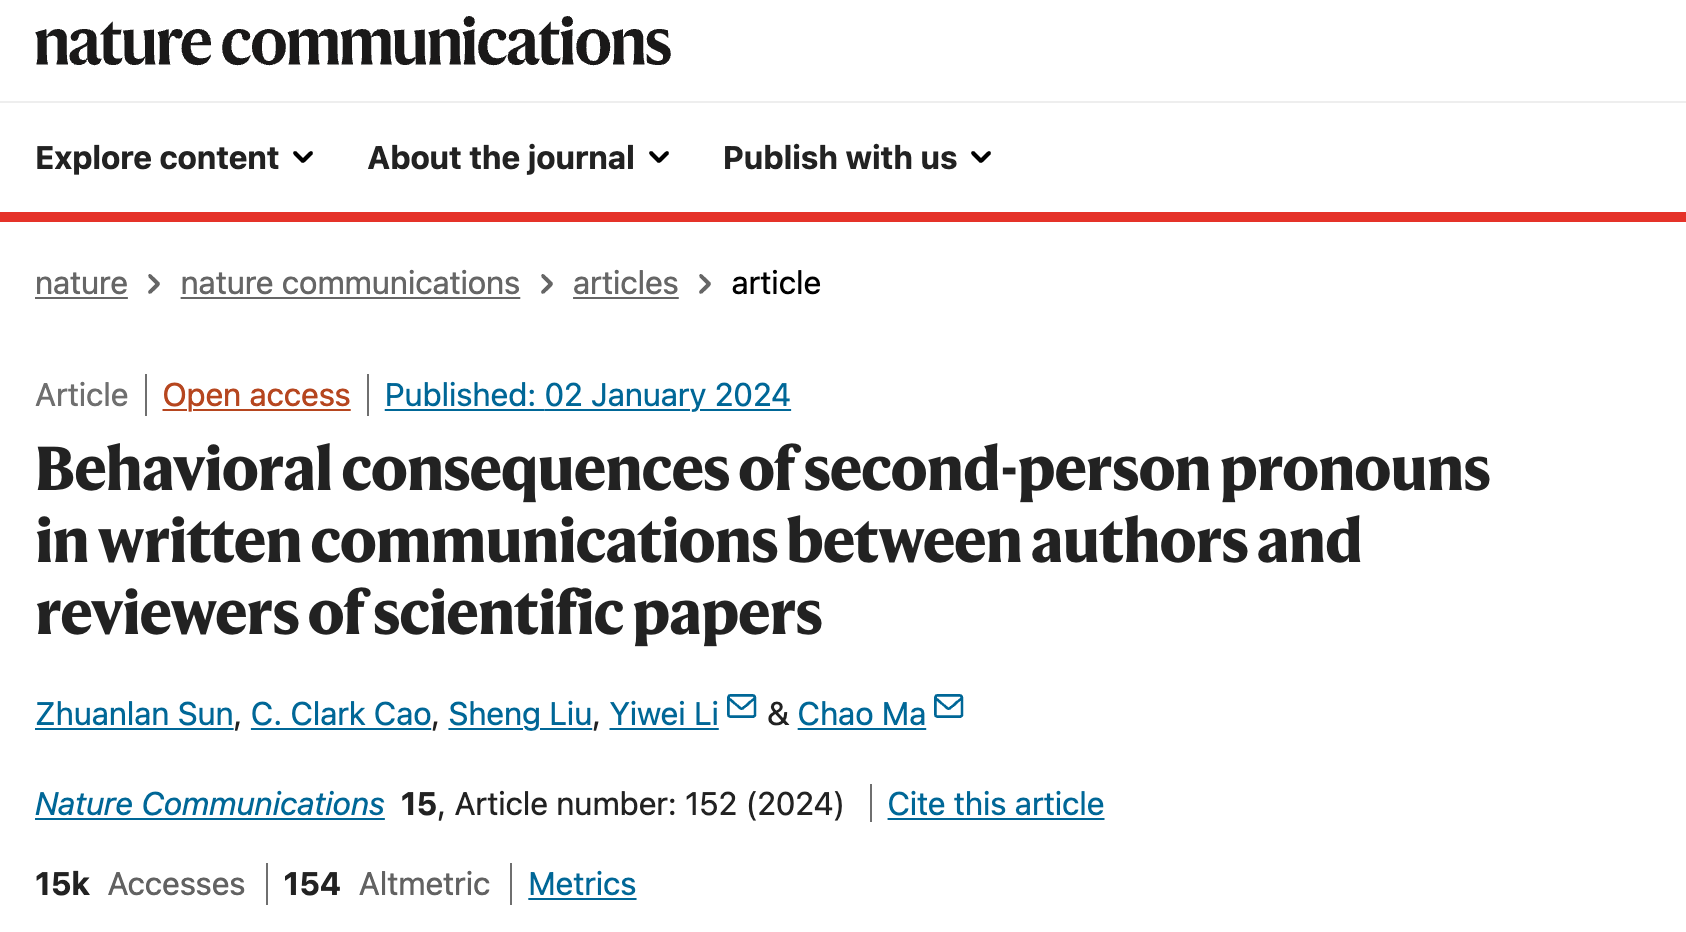 nature communications
Explore content About the journal Publish with us
nature > nature communications > articles > article
Article | Open access | Published: 02 January 2024
Behavioral consequences of second-person pronouns
in written communications between authors and
reviewers of scientific papers
Zhuanlan Sun, C. Clark Cao, Sheng Liu, Yiwei Li & Chao Ma
Nature Communications 15, Article number: 152 (2024) | Cite this article
15k Accesses | 154 Altmetric | Metrics